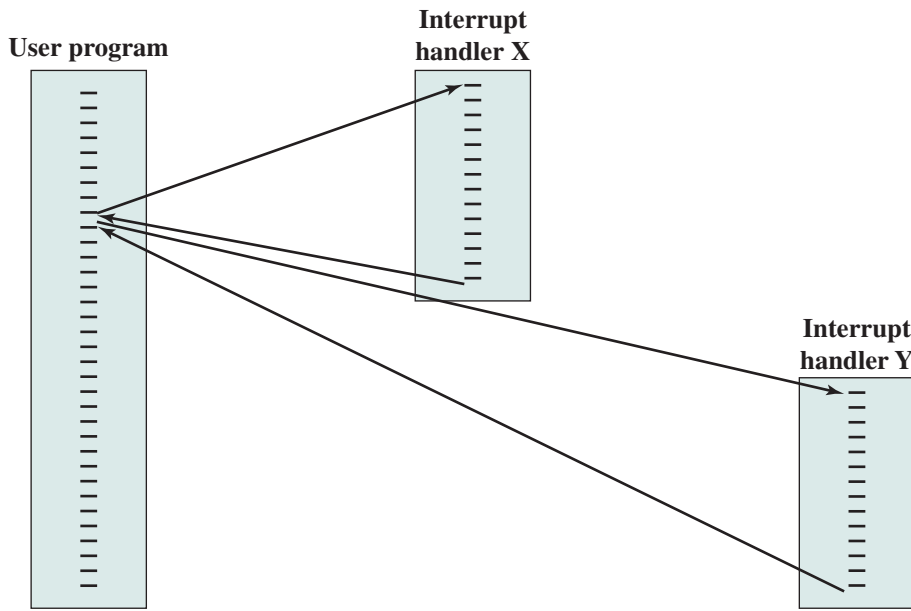 User program
Interrupt
handler X
Interrupt
handler Y